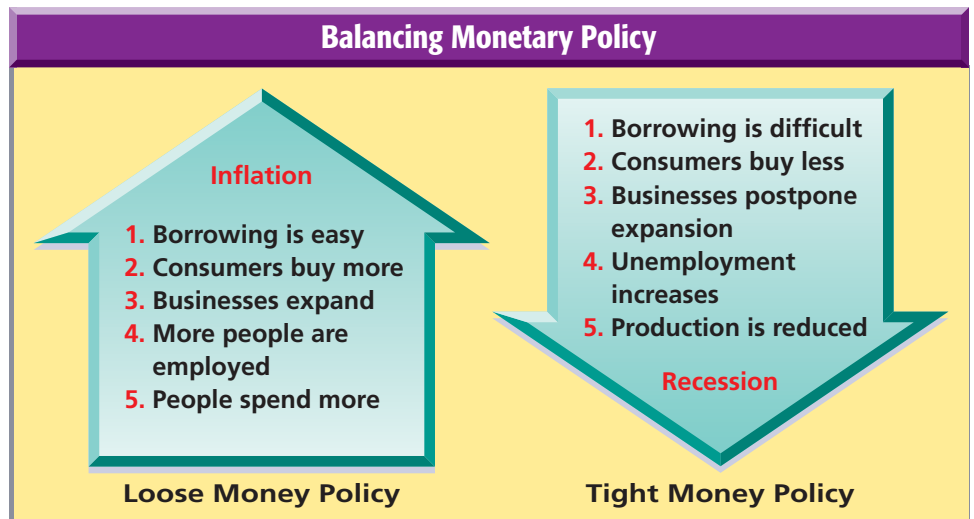 Balancing Monetary Policy
Inflation
1. Borrowing is easy
2. Consumers buy more
3. Businesses expand
4. More people are
employed
5. People spend more
Loose Money Policy
1. Borrowing is difficult
2. Consumers buy less
3. Businesses postpone
expansion
4. Unemployment
increases
5. Production is reduced
Recession
Tight Money Policy